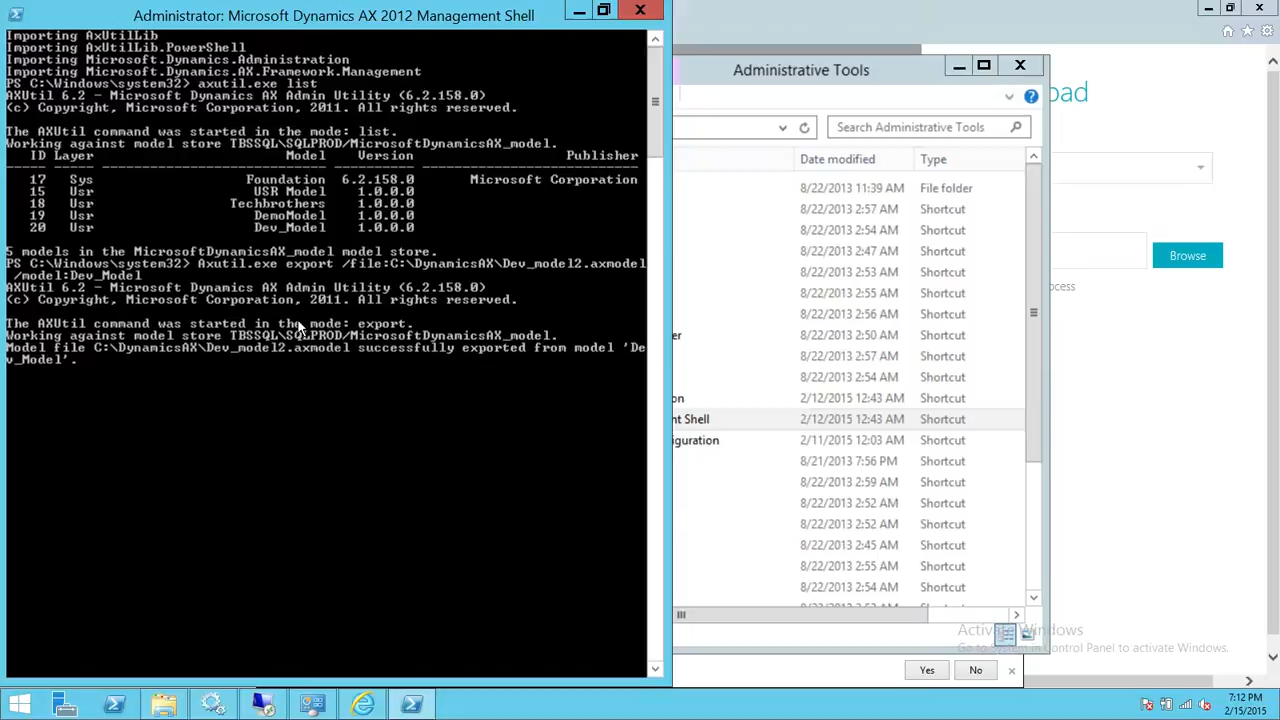 Administrator: Microsoft Dynamics AX 2012 Management Shell
Importing AxUtilLib
Importing AxUtilLib.PowerShell
Importing Microsoft.Dynamics.Administration
Importing Microsoft.Dynamics.AX.Framework.Management
PS C:\Windows\system32> axutil.exe list
AXUtil 6.2 - Microsoft Dynamics AX Admin Utility (6.2.158.0)
(c) Copyright, Microsoft Corporation, 2011. All rights reserved.
The AXUtil command was started in the mode: list.
Working against model store TBSSQL\SQLPROD/MicrosoftDynamicsAX_model.
ID Layer Model Version Publisher
17 Sys Foundation 6.2.158.0 Microsoft Corporation
15 Usr USR Model 1.0.0.0
18 Usr Techbrothers 1.0.0.0
19 Usr DemoModel 1.0.0.0
20 Usr Dev_Model 1.0.0.0
5 models in the MicrosoftDynamicsAX_model model store.
PS C:\Windows\system32> Axutil.exe export /file:C:\DynamicsAX\Dev_model2.axmodel
/model:Dev_Model
AXUtil 6.2 - Microsoft Dynamics AX Admin Utility (6.2.158.0)
(c) Copyright, Microsoft Corporation, 2011. All rights reserved.
The AXUtil command was started in the mode: export.
Working against model store TBSSQL\SQLPROD/MicrosoftDynamicsAX_model.
Model file C:\DynamicsAX\Dev_model2.axmodel successfully exported from model 'De
v_Model'.
Administrative Tools
Search Administrative Tools
Date modified Type
8/22/2013 11:39 AM File folder
8/22/2013 2:57 AM Shortcut
8/22/2013 2:54 AM Shortcut
8/22/2013 2:47 AM Shortcut
8/22/2013 2:53 AM Shortcut
8/22/2013 2:55 AM Shortcut
8/22/2013 2:56 AM Shortcut
er 8/22/2013 2:55 AM Shortcut
8/22/2013 2:57 AM Shortcut
8/22/2013 2:54 AM Shortcut
on 2/12/2015 12:43 AM Shortcut
nt Shell 2/12/2015 12:43 AM Shortcut
iguration 2/11/2015 12:03 AM Shortcut
8/21/2013 7:56 PM Shortcut
8/22/2013 2:59 AM Shortcut
8/22/2013 2:52 AM Shortcut
8/22/2013 2:52 AM Shortcut
8/22/2013 2:45 AM Shortcut
8/22/2013 2:55 AM Shortcut
8/22/2013 2:54 AM Shortcut
oad
Browse
ocess
Activate Windows
Go to System in Control Panel to activate Windows.
Yes No
7:12 PM
2/15/2015